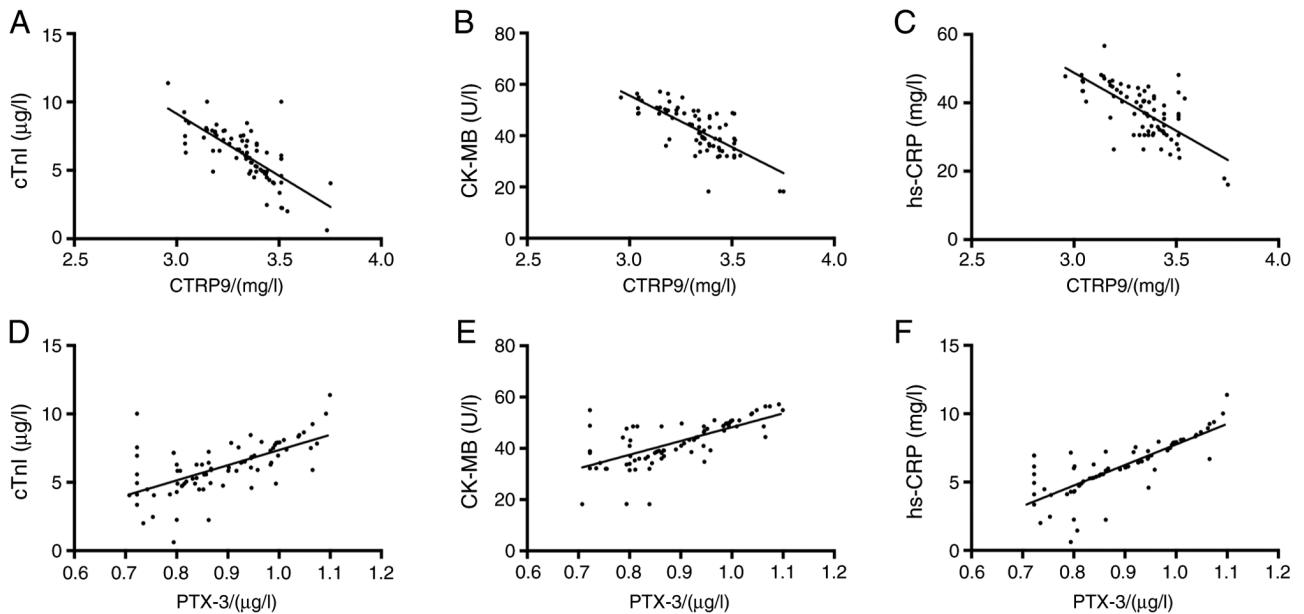 A
cTnI (μg/l)
15
10
5
0
2.5 3.0 3.5 4.0
CTRP9/(mg/l)
B
CK-MB (U/l)
80
60
40
20
0
2.5 3.0 3.5 4.0
CTRP9/(mg/l)
C
hs-CRP (mg/l)
60
40
20
0
2.5 3.0 3.5 4.0
CTRP9/(mg/l)
D
cTnI (μg/l)
15
10
5
0
0.6 0.7 0.8 0.9 1.0 1.1 1.2
PTX-3/(μg/l)
E
CK-MB (U/l)
80
60
40
20
0
0.6 0.7 0.8 0.9 1.0 1.1 1.2
PTX-3/(μg/l)
F
hs-CRP (mg/l)
15
10
5
0
0.6 0.7 0.8 0.9 1.0 1.1 1.2
PTX-3/(μg/l)